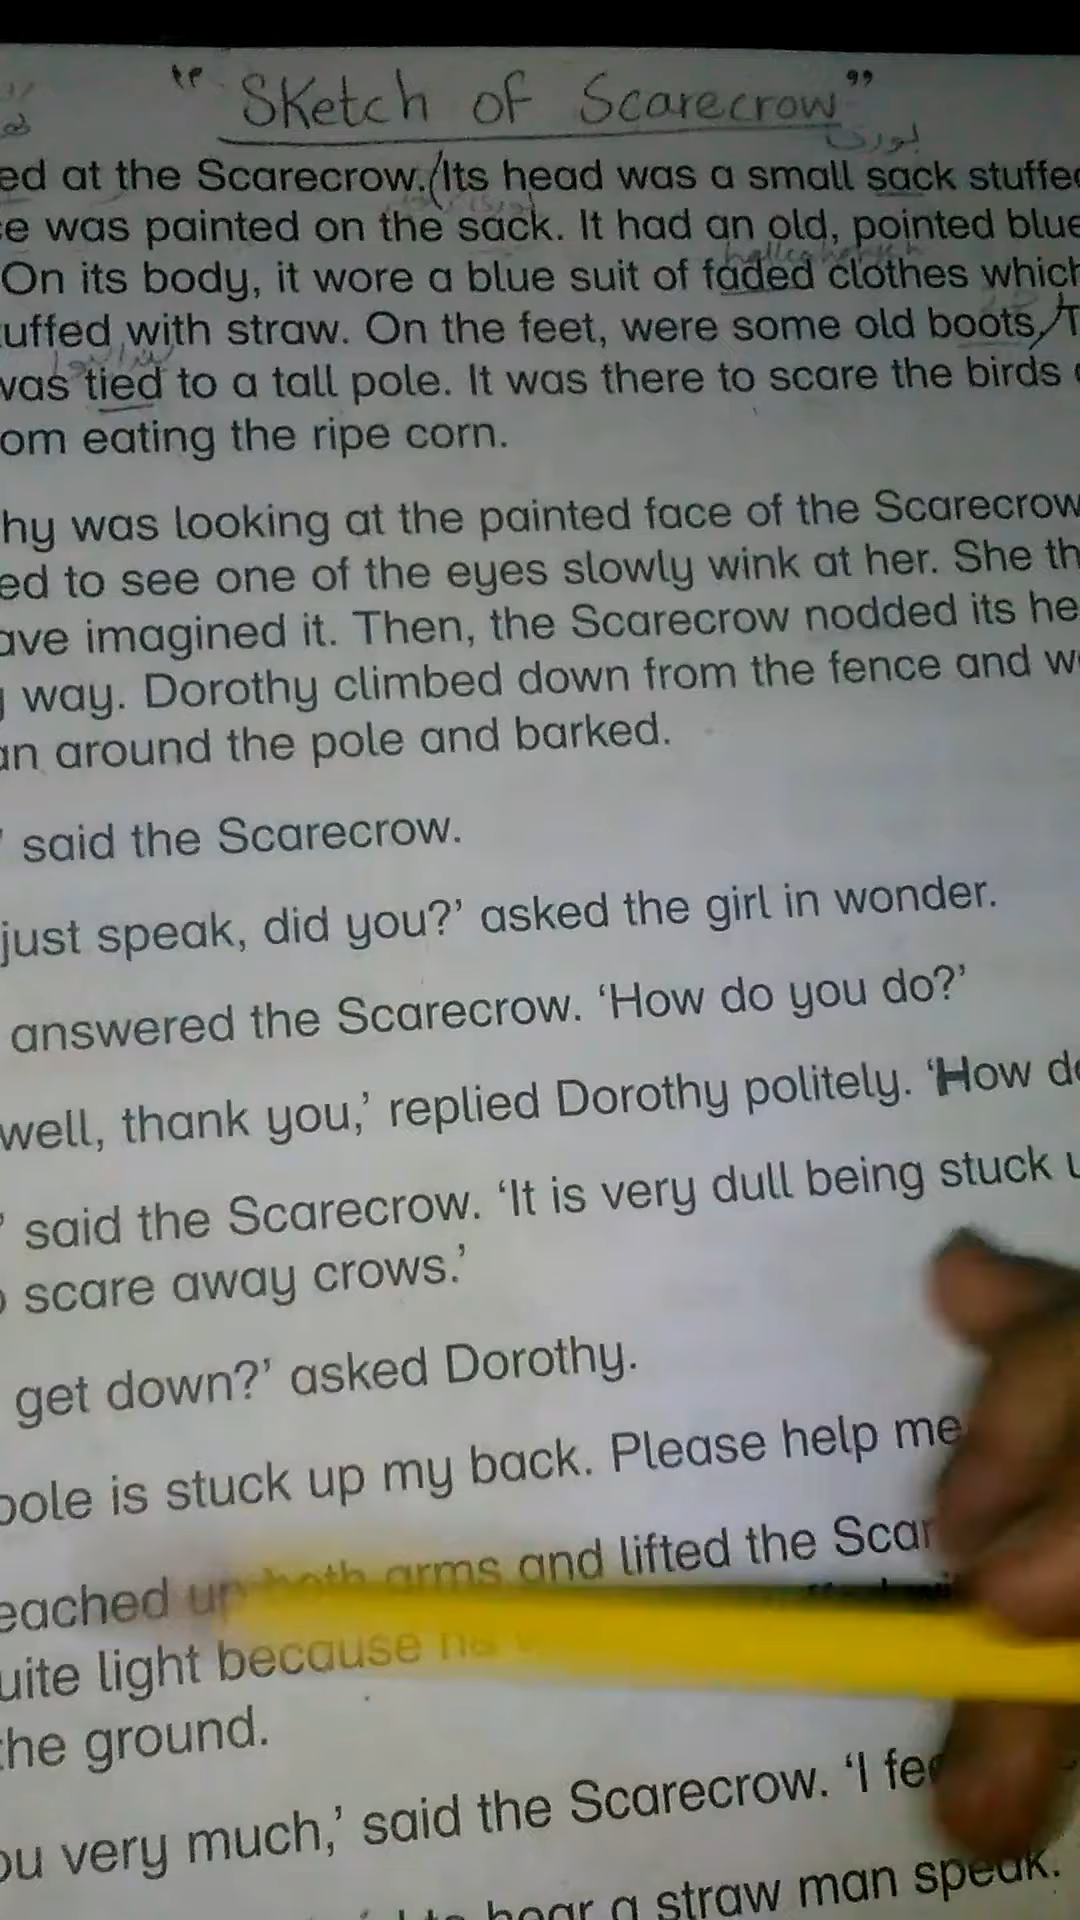 "Sketch of Scarecrow"
بوری
ed at the Scarecrow. Its head was a small sack stuffe
e was painted on the sack. It had an old, pointed blue
On its body, it wore a blue suit of faded clothes which
uffed with straw. On the feet, were some old boots. T
was tied to a tall pole. It was there to scare the birds
om eating the ripe corn.
hy was looking at the painted face of the Scarecrow
ed to see one of the eyes slowly wink at her. She th
ave imagined it. Then, the Scarecrow nodded its he
way. Dorothy climbed down from the fence and w
an around the pole and barked.
' said the Scarecrow.
just speak, did you?' asked the girl in wonder.
answered the Scarecrow. 'How do you do?'
well, thank you,' replied Dorothy politely. 'How do
' said the Scarecrow. 'It is very dull being stuck u
o scare away crows.'
get down?' asked Dorothy.
pole is stuck up my back. Please help me
eached up both arms and lifted the Scar
uite light because
the ground.
ou very much,' said the Scarecrow. 'I fee
to hear a straw man speak.